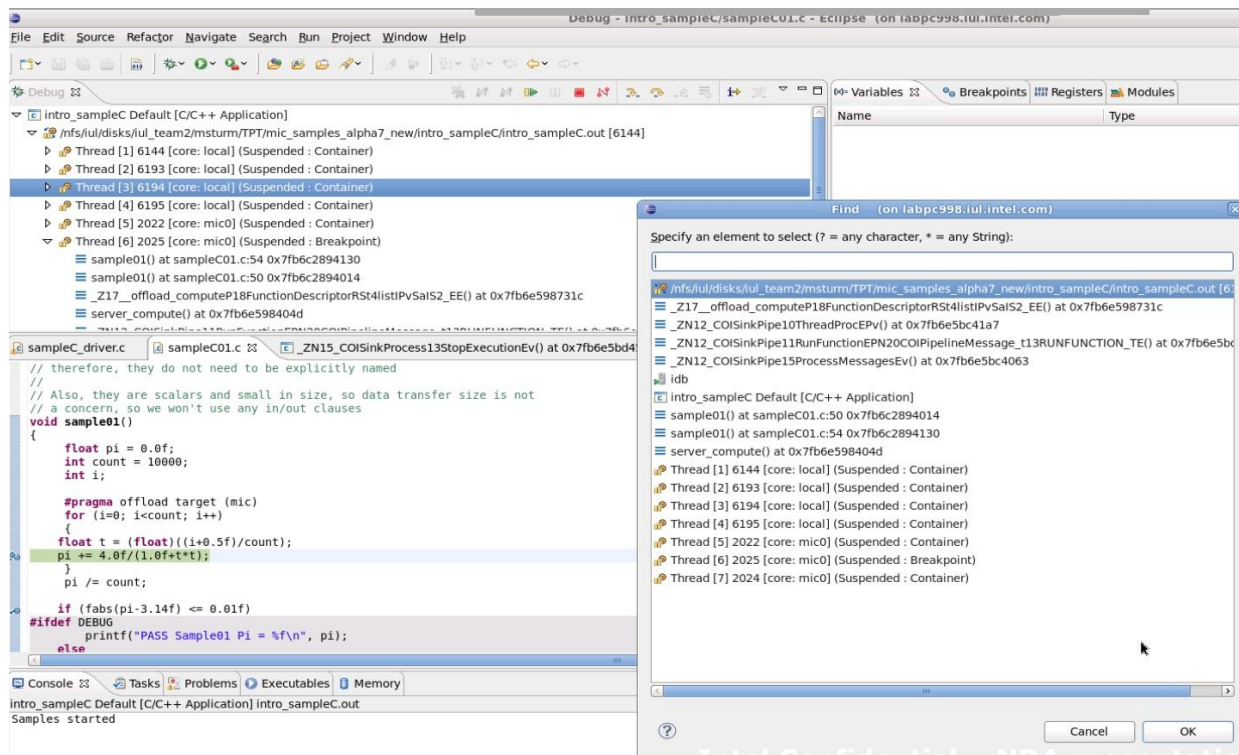 Debug - intro_sampleC/sampleC01.c - Eclipse (on labpc998.iul.intel.com)
File Edit Source Refactor Navigate Search Run Project Window Help
Debug
intro_sampleC Default [C/C++ Application]
/nfs/iul/disks/iul_team2/msturm/TPT/mic_samples_alpha7_new/intro_sampleC/intro_sampleC.out [6144]
Thread [1] 6144 [core: local] (Suspended : Container)
Thread [2] 6193 [core: local] (Suspended : Container)
Thread [3] 6194 [core: local] (Suspended : Container)
Thread [4] 6195 [core: local] (Suspended : Container)
Thread [5] 2022 [core: mic0] (Suspended : Container)
Thread [6] 2025 [core: mic0] (Suspended : Breakpoint)
sample01() at sampleC01.c:54 0x7fb6c2894130
sample01() at sampleC01.c:50 0x7fb6c2894014
_Z17__offload_computeP18FunctionDescriptorRSt4listIPvSaIS2_EE() at 0x7fb6e598731c
server_compute() at 0x7fb6e598404d
Variables Breakpoints Registers Modules
Name Type
sampleC_driver.c sampleC01.c _ZN15_COISinkProcess13StopExecutionEv() at 0x7fb6e5bd4
// therefore, they do not need to be explicitly named
//
// Also, they are scalars and small in size, so data transfer size is not
// a concern, so we won't use any in/out clauses
void sample01()
{
float pi = 0.0f;
int count = 10000;
int i;
#pragma offload target (mic)
for (i=0; i<count; i++)
{
float t = (float)((i+0.5f)/count);
pi += 4.0f/(1.0f+t*t);
}
pi /= count;
if (fabs(pi-3.14f) <= 0.01f)
#ifdef DEBUG
printf("PASS Sample01 Pi = %f\n", pi);
else
Console Tasks Problems Executables Memory
intro_sampleC Default [C/C++ Application] intro_sampleC.out
Samples started
Find (on labpc998.iul.intel.com)
Specify an element to select (? = any character, * = any String):
/nfs/iul/disks/iul_team2/msturm/TPT/mic_samples_alpha7_new/intro_sampleC/intro_sampleC.out [61
_Z17__offload_computeP18FunctionDescriptorRSt4listIPvSaIS2_EE() at 0x7fb6e598731c
_ZN12_COISinkPipe10ThreadProcEPv() at 0x7fb6e5bc41a7
_ZN12_COISinkPipe11RunFunctionEPN20COIPipelineMessage_t13RUNFUNCTION_TE() at 0x7fb6e5bc
_ZN12_COISinkPipe15ProcessMessagesEv() at 0x7fb6e5bc4063
idb
intro_sampleC Default [C/C++ Application]
sample01() at sampleC01.c:50 0x7fb6c2894014
sample01() at sampleC01.c:54 0x7fb6c2894130
server_compute() at 0x7fb6e598404d
Thread [1] 6144 [core: local] (Suspended : Container)
Thread [2] 6193 [core: local] (Suspended : Container)
Thread [3] 6194 [core: local] (Suspended : Container)
Thread [4] 6195 [core: local] (Suspended : Container)
Thread [5] 2022 [core: mic0] (Suspended : Container)
Thread [6] 2025 [core: mic0] (Suspended : Breakpoint)
Thread [7] 2024 [core: mic0] (Suspended : Container)
Cancel OK